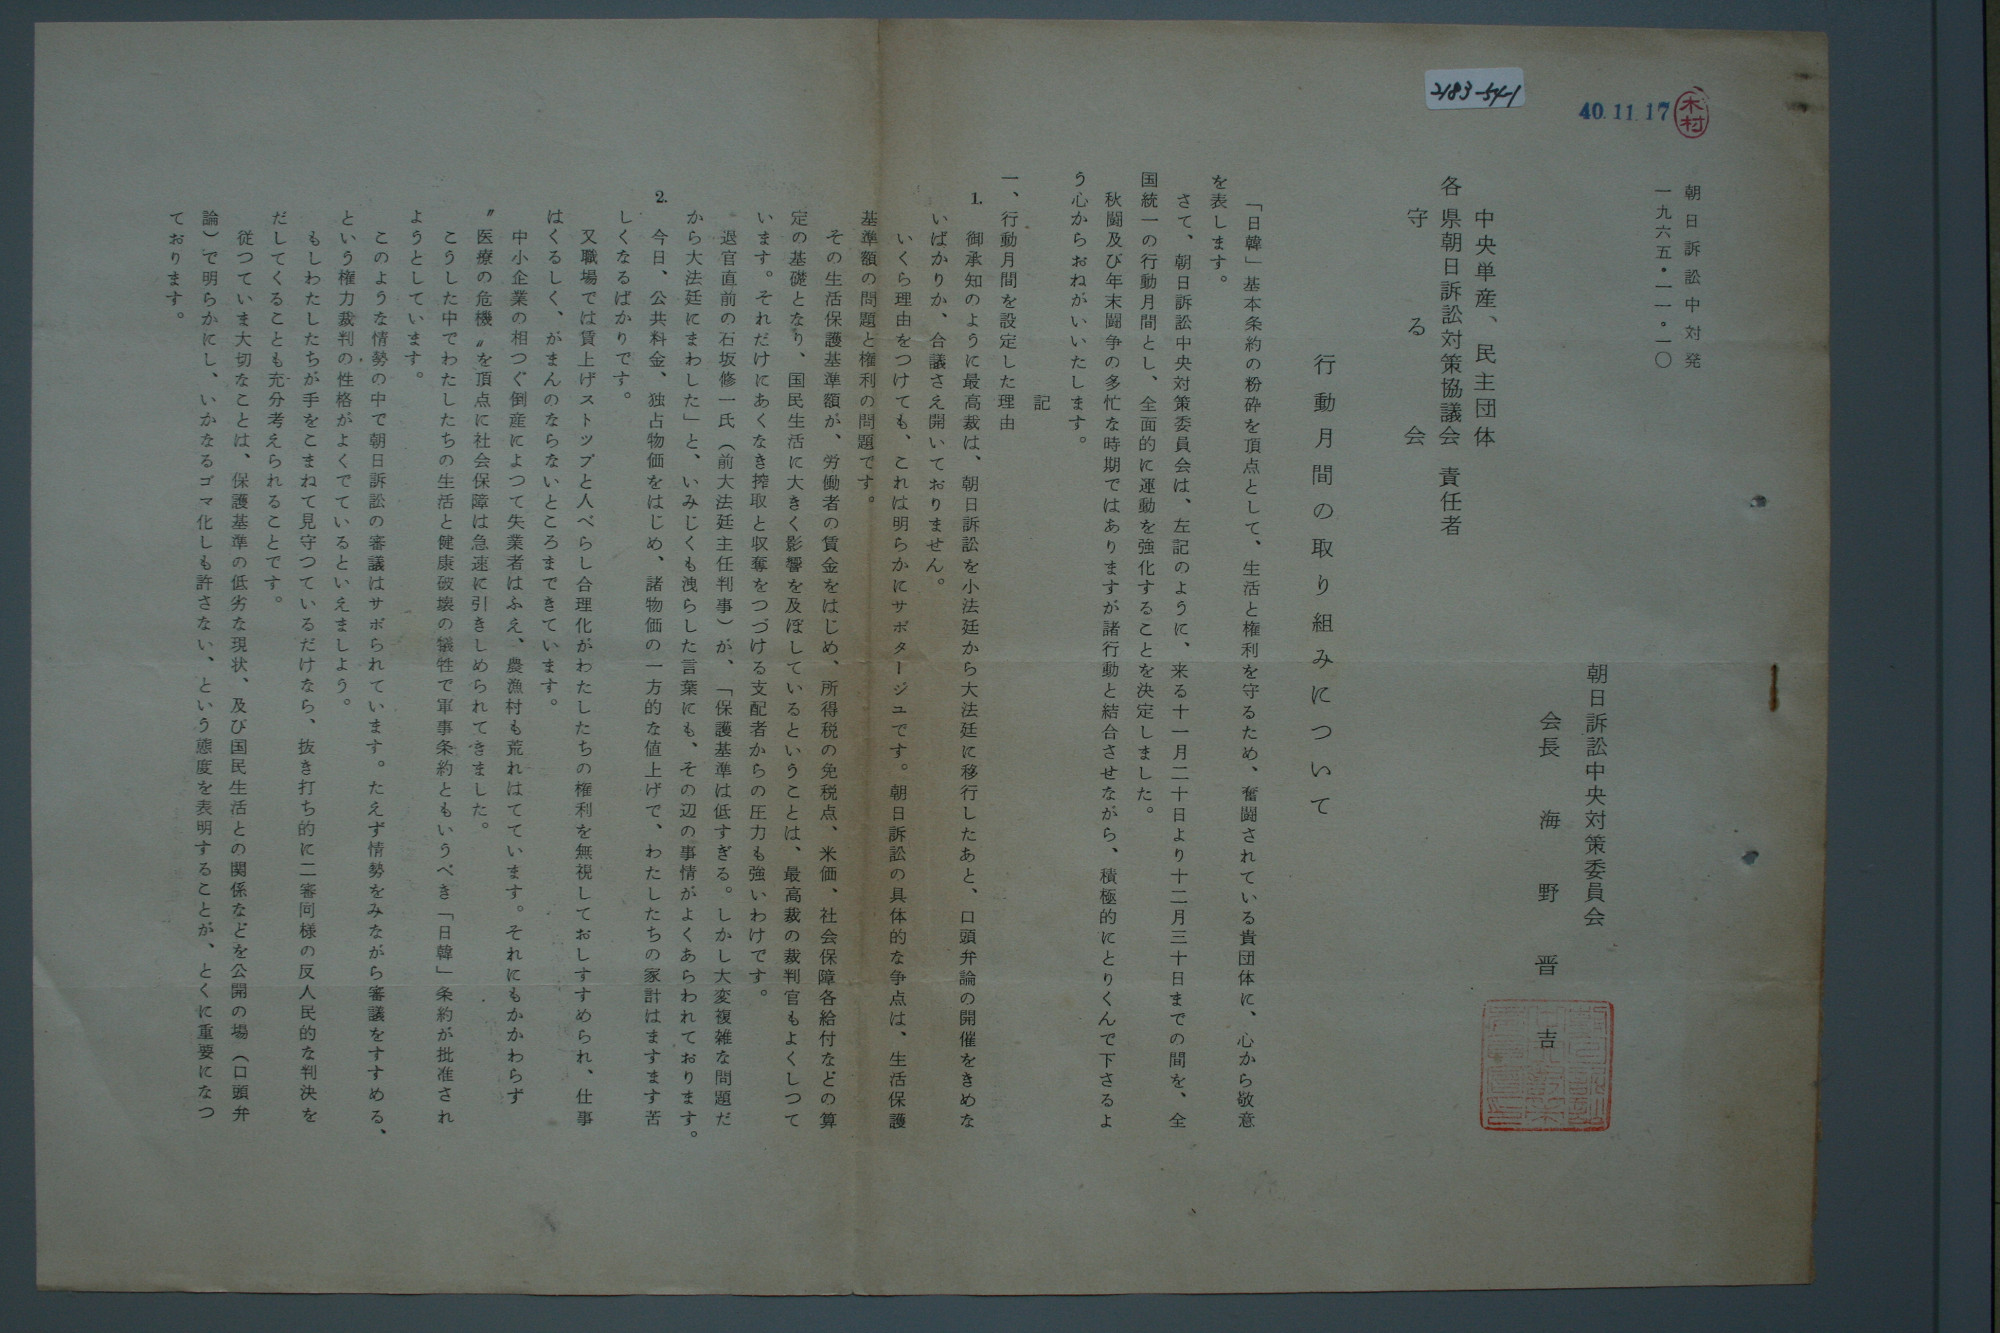 2183-54-1
40.11.17
木村
朝日訴訟中対発
一九六五・一一・一〇
朝日訴訟中央対策委員会
会長 海野晋吉
中央単産、民主団体
各 県朝日訴訟対策協議会 責任者
守る会
行動月間の取り組みについて
「日韓」基本条約の粉砕を頂点として、生活と権利を守るため、奮闘されている貴団体に、心から敬意
を表します。
さて、朝日訴訟中央対策委員会は、左記のように、来る十一月二十日より十二月三十日までの間を、全
国統一の行動月間とし、全面的に運動を強化することを決定しました。
秋闘及び年末闘争の多忙な時期ではありますが諸行動と結合させながら、積極的にとりくんで下さるよ
う心からおねがいいたします。
記
一、行動月間を設定した理由
1. 御承知のように最高裁は、朝日訴訟を小法廷から大法廷に移行したあと、口頭弁論の開催をきめな
いばかりか、合議さえ開いておりません。
いくら理由をつけても、これは明らかにサボタージユです。朝日訴訟の具体的な争点は、生活保護
基準額の問題と権利の問題です。
その生活保護基準額が、労働者の賃金をはじめ、所得税の免税点、米価、社会保障各給付などの算
定の基礎となり、国民生活に大きく影響を及ぼしているということは、最高裁の裁判官もよくしつて
います。それだけにあくなき搾取と収奪をつづける支配者からの圧力も強いわけです。
退官直前の石坂修一氏（前大法廷主任判事）が、「保護基準は低すぎる。しかし大変複雑な問題だ
から大法廷にまわした」と、いみじくも洩らした言葉にも、その辺の事情がよくあらわれております。
2. 今日、公共料金、独占物価をはじめ、諸物価の一方的な値上げで、わたしたちの家計はますます苦
しくなるばかりです。
又職場では賃上げストツプと人べらし合理化がわたしたちの権利を無視しておしすすめられ、仕事
はくるしく、がまんのならないところまできています。
中小企業の相つぐ倒産によつて失業者はふえ、農漁村も荒れはてています。それにもかかわらず
〝医療の危機〟を頂点に社会保障は急速に引きしめられてきました。
こうした中でわたしたちの生活と健康破壊の犠牲で軍事条約ともいうべき「日韓」条約が批准され
ようとしています。
このような情勢の中で朝日訴訟の審議はサボられています。たえず情勢をみながら審議をすすめる、
という権力裁判の性格がよくでているといえましよう。
もしわたしたちが手をこまねて見守つているだけなら、抜き打ち的に二審同様の反人民的な判決を
だしてくることも充分考えられることです。
従つていま大切なことは、保護基準の低劣な現状、及び国民生活との関係などを公開の場（口頭弁
論）で明らかにし、いかなるゴマ化しも許さない、という態度を表明することが、とくに重要になつ
ております。